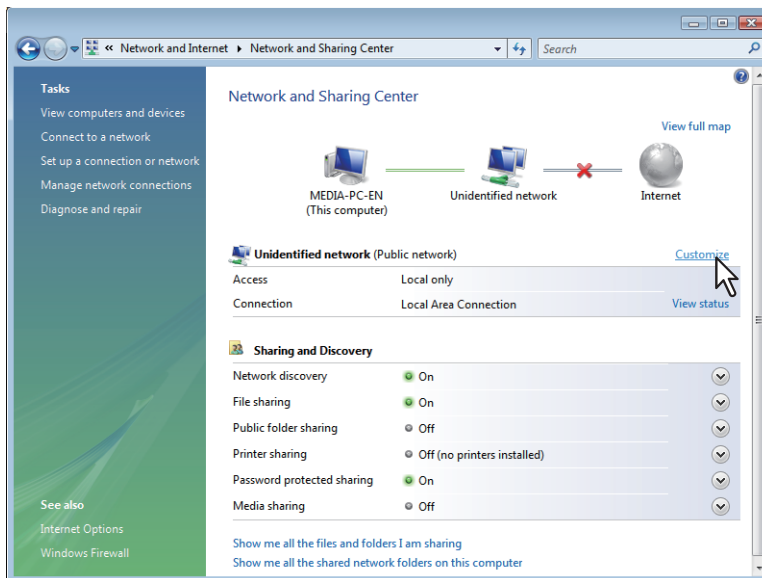 « Network and Internet ▸ Network and Sharing Center
Search
Tasks
View computers and devices
Connect to a network
Set up a connection or network
Manage network connections
Diagnose and repair
See also
Internet Options
Windows Firewall
Network and Sharing Center
View full map
MEDIA-PC-EN
(This computer)
Unidentified network
Internet
Unidentified network (Public network)
Customize
Access Local only
Connection Local Area Connection View status
Sharing and Discovery
Network discovery On
File sharing On
Public folder sharing Off
Printer sharing Off (no printers installed)
Password protected sharing On
Media sharing Off
Show me all the files and folders I am sharing
Show me all the shared network folders on this computer